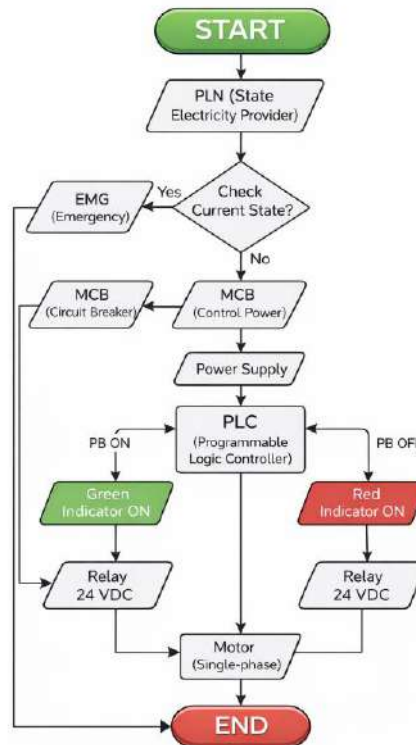 START
PLN (State
Electricity Provider)
Check
Current State?
Yes
EMG
(Emergency)
No
MCB
(Circuit Breaker)
MCB
(Control Power)
Power Supply
PLC
(Programmable
Logic Controller)
PB ON
PB OFF
Green
Indicator ON
Red
Indicator ON
Relay
24 VDC
Relay
24 VDC
Motor
(Single-phase)
END